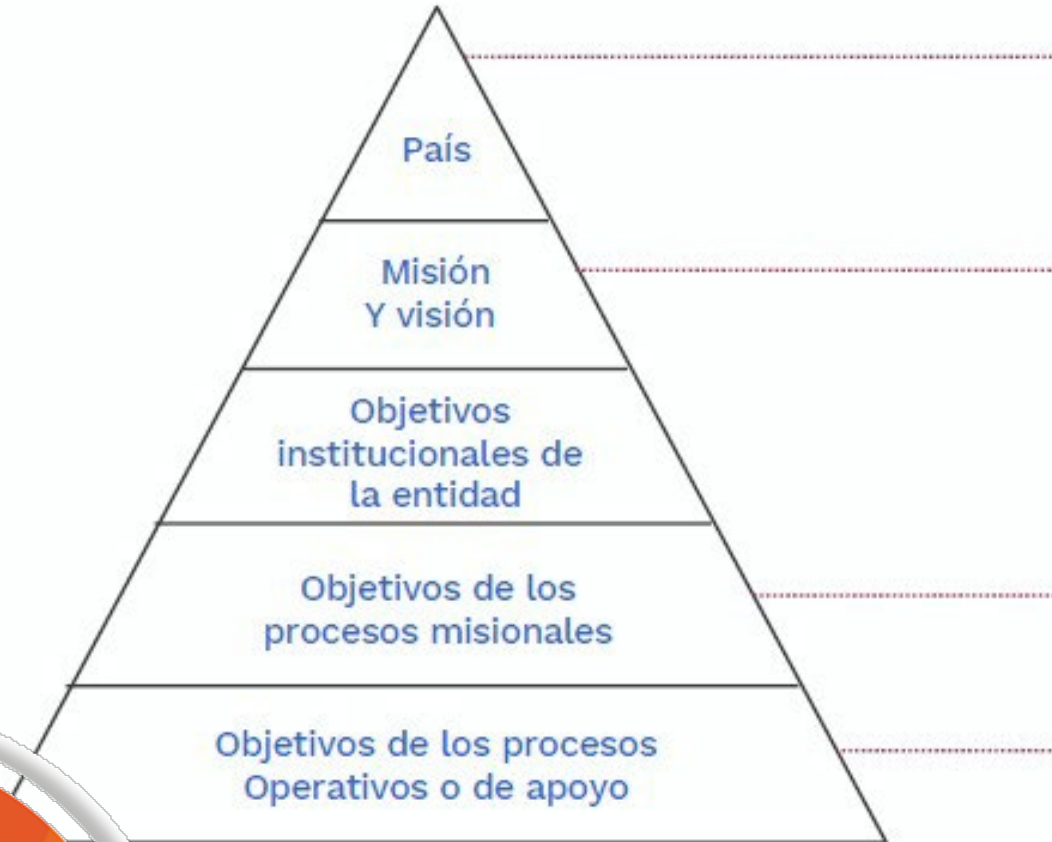 País
Misión
Y visión
Objetivos
institucionales de
la entidad
Objetivos de los
procesos misionales
Objetivos de los procesos
Operativos o de apoyo